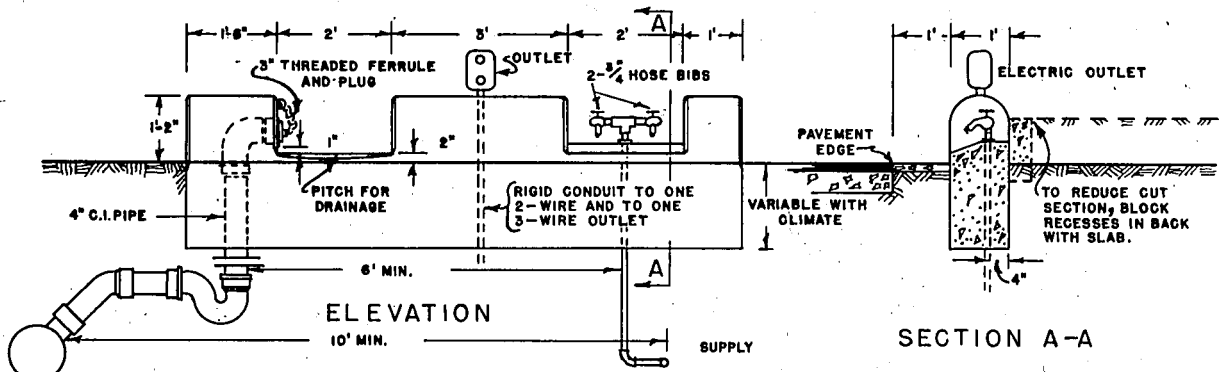 A
1'-6"
2'
3'
2'
1'
1'
1'
3" THREADED FERRULE
AND PLUG
OUTLET
2-3/4" HOSE BIBS
ELECTRIC OUTLET
1'-2"
1"
2"
PAVEMENT
EDGE
PITCH FOR
DRAINAGE
4" C.I. PIPE
RIGID CONDUIT TO ONE
2-WIRE AND TO ONE
3-WIRE OUTLET
VARIABLE WITH
CLIMATE
TO REDUCE CUT
SECTION, BLOCK
RECESSES IN BACK
WITH SLAB.
6' MIN.
A
4"
ELEVATION
10' MIN.
SUPPLY
SECTION A-A